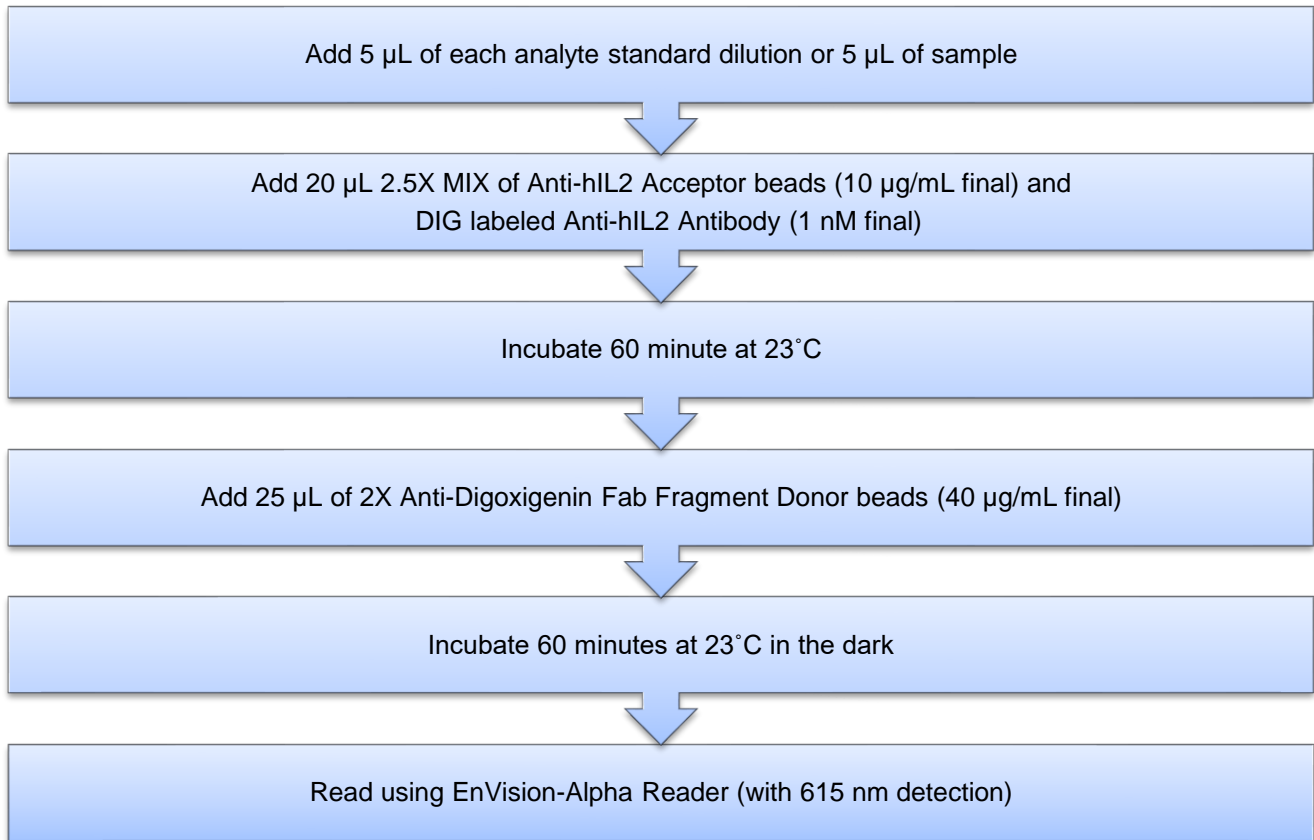 Add 5 µL of each analyte standard dilution or 5 µL of sample
Add 20 µL 2.5X MIX of Anti-hIL2 Acceptor beads (10 µg/mL final) and
DIG labeled Anti-hIL2 Antibody (1 nM final)
Incubate 60 minute at 23˚C
Add 25 µL of 2X Anti-Digoxigenin Fab Fragment Donor beads (40 µg/mL final)
Incubate 60 minutes at 23˚C in the dark
Read using EnVision-Alpha Reader (with 615 nm detection)